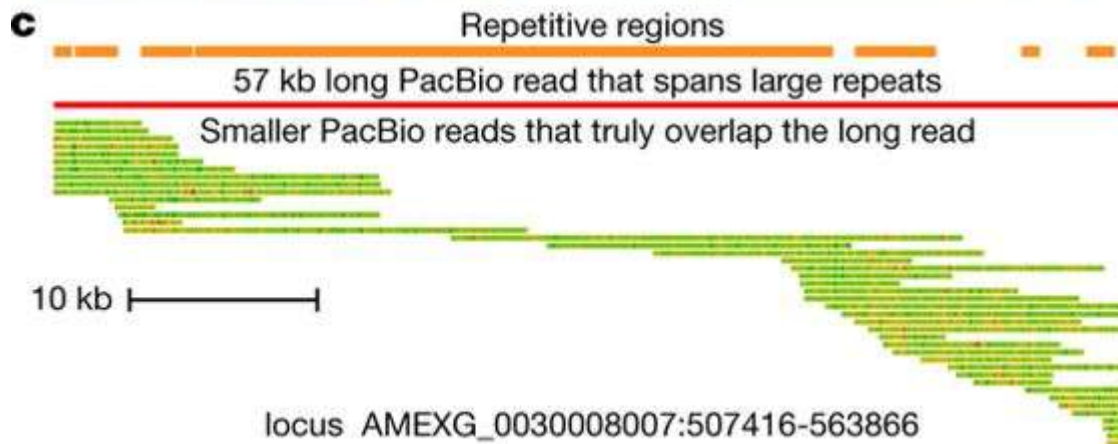 c
Repetitive regions
57 kb long PacBio read that spans large repeats
Smaller PacBio reads that truly overlap the long read
10 kb
locus AMEXG_0030008007:507416-563866